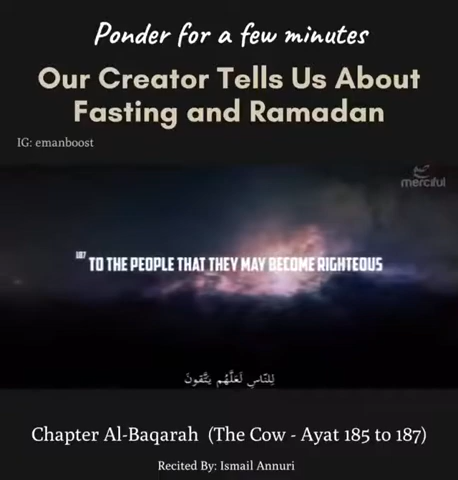 Ponder for a few minutes
Our Creator Tells Us About
Fasting and Ramadan
IG: emanboost
merciful
187 TO THE PEOPLE THAT THEY MAY BECOME RIGHTEOUS
لِلنَّاسِ لَعَلَّهُم يَتَّقونَ
Chapter Al-Baqarah (The Cow - Ayat 185 to 187)
Recited By: Ismail Annuri